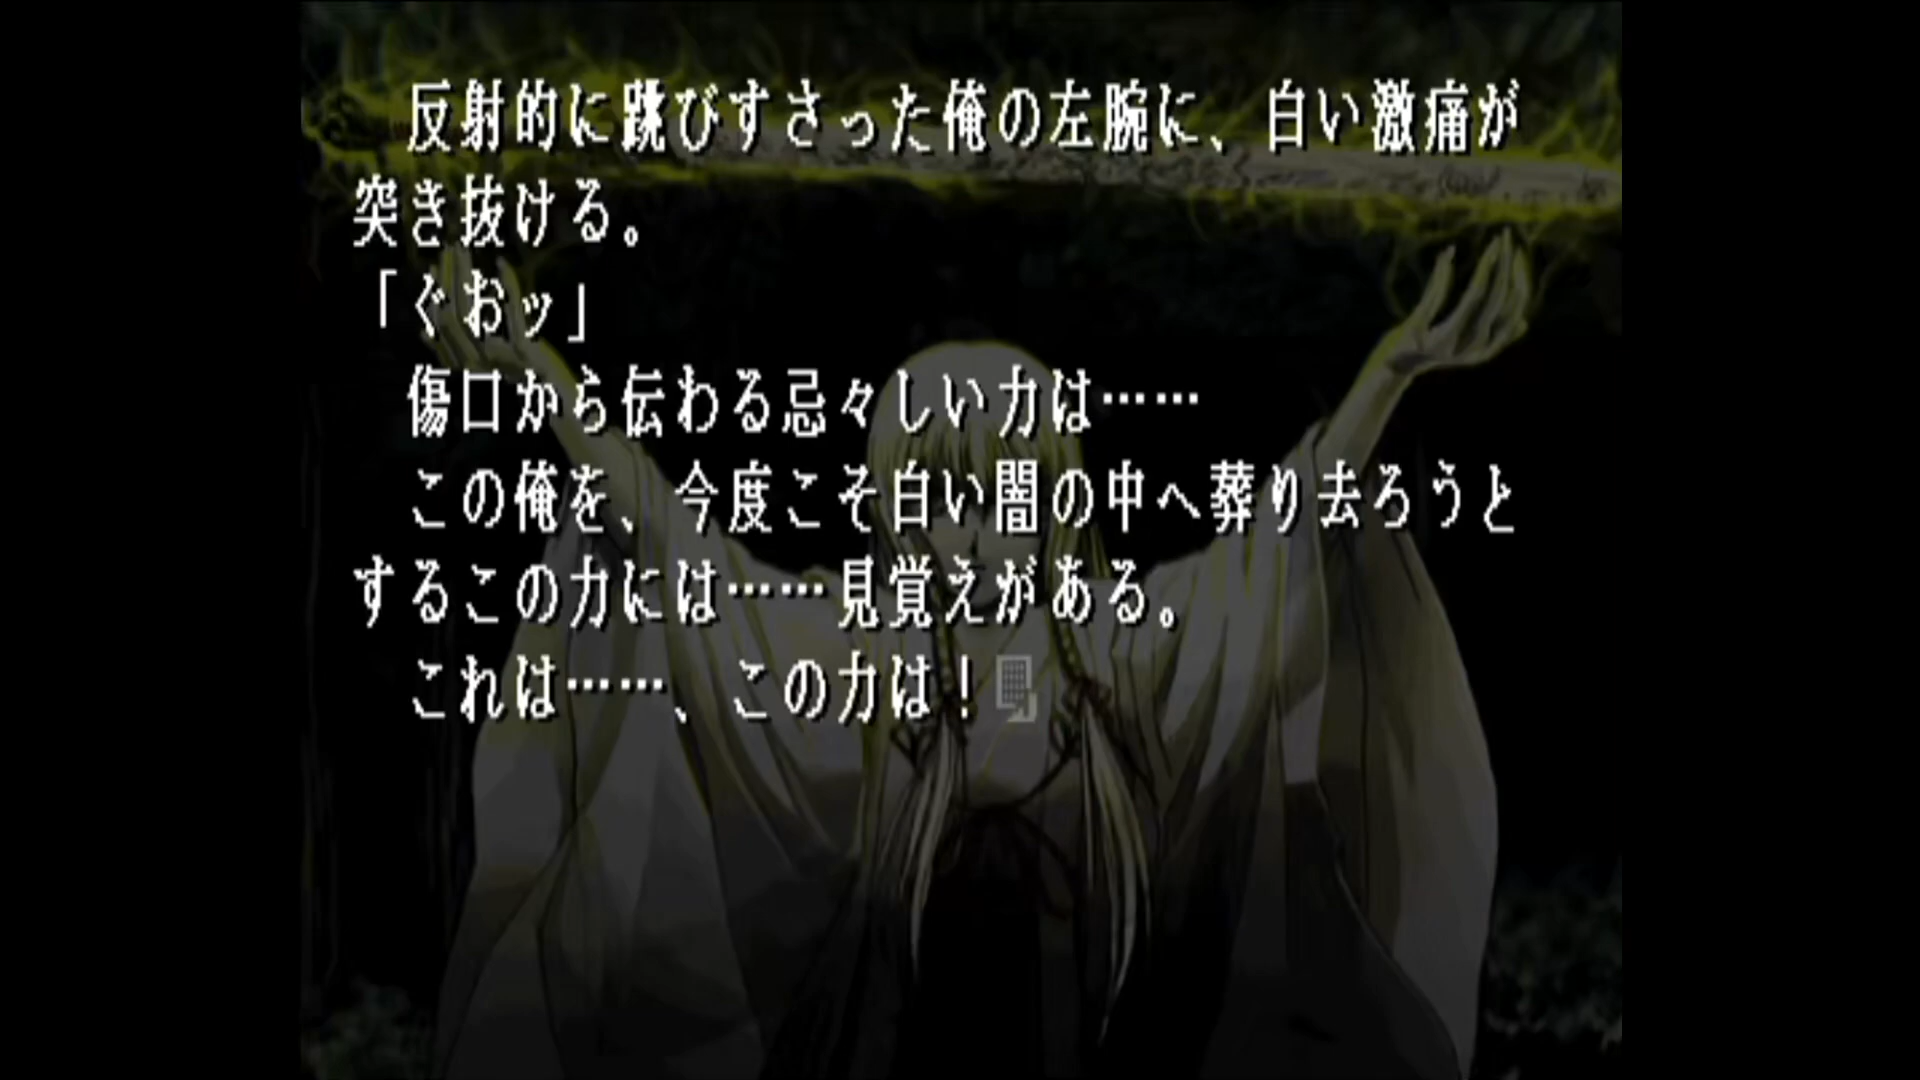 反射的に跳びすさった俺の左腕に、白い激痛が
突き抜ける。
「ぐおッ」
傷口から伝わる忌々しい力は……
この俺を、今度こそ白い闇の中へ葬り去ろうと
するこの力には……見覚えがある。
これは……、この力は！